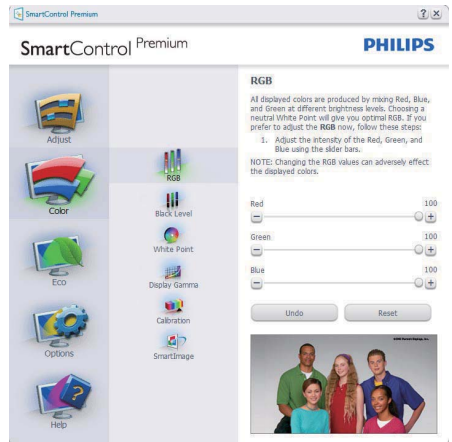 SmartControl Premium
SmartControl Premium
PHILIPS
Adjust
Color
Eco
Options
Help
RGB
Black Level
White Point
Display Gamma
Calibration
SmartImage
RGB
All displayed colors are produced by mixing Red, Blue,
and Green at different brightness levels. Choosing a
neutral White Point will give you optimal RGB. If you
prefer to adjust the RGB now, follow these steps:
1. Adjust the intensity of the Red, Green, and
Blue using the slider bars.
NOTE: Changing the RGB values can adversely effect
the displayed colors.
Red 100
Green 100
Blue 100
Undo Reset